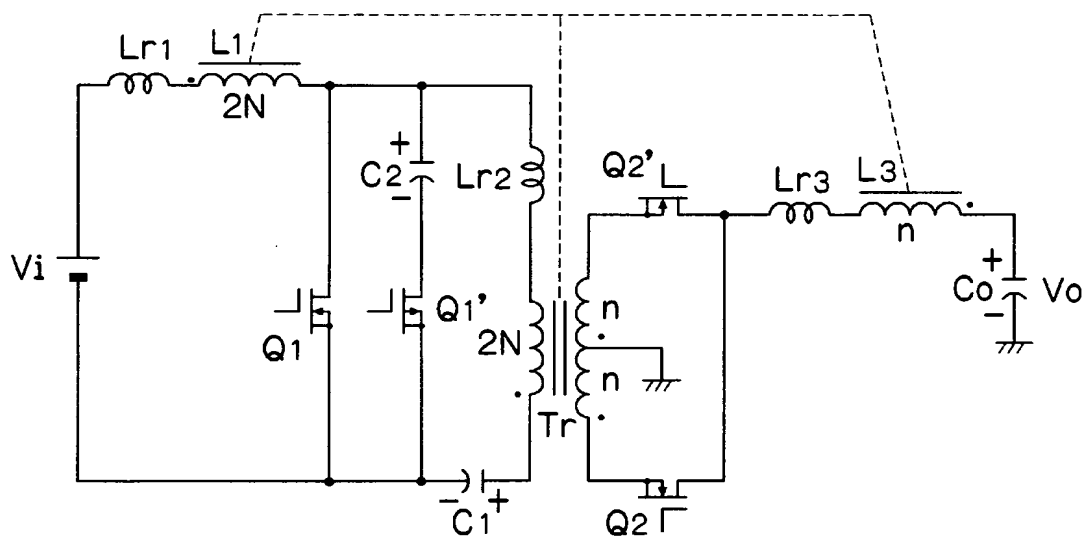 Lr1
L1
2N
Vi
Q1
+
C2
-
Q1'
Lr2
2N
-
C1
+
Tr
n
n
Q2'
Q2
Lr3
L3
n
+
Co
-
Vo